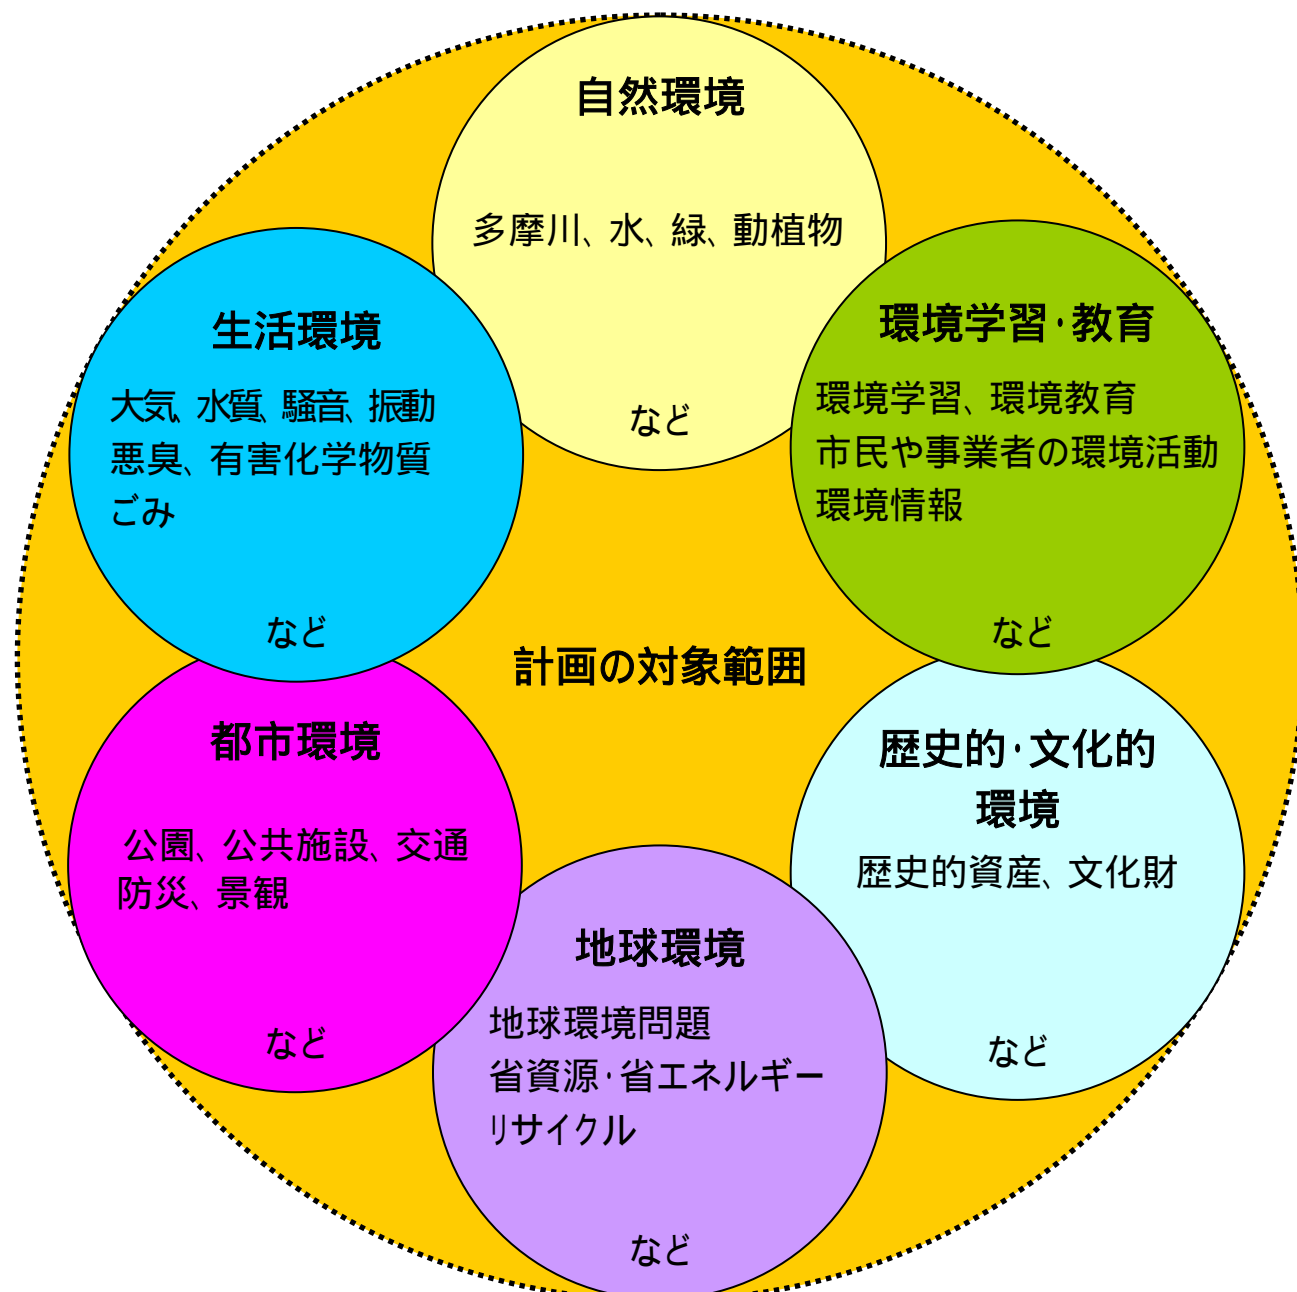 自然環境
多摩川、水、緑、動植物
など
生活環境
大気、水質、騒音、振動
悪臭、有害化学物質
ごみ
など
環境学習・教育
環境学習、環境教育
市民や事業者の環境活動
環境情報
など
計画の対象範囲
都市環境
公園、公共施設、交通
防災、景観
など
歴史的・文化的
環境
歴史的資産、文化財
など
地球環境
地球環境問題
省資源・省エネルギー
リサイクル
など